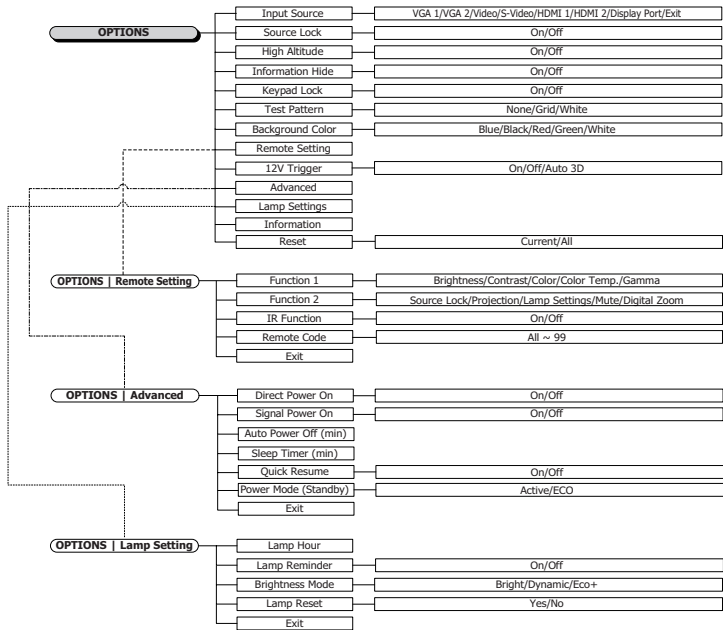 Input Source VGA 1/VGA 2/Video/S-Video/HDMI 1/HDMI 2/Display Port/Exit
OPTIONS Source Lock On/Off
High Altitude On/Off
Information Hide On/Off
Keypad Lock On/Off
Test Pattern None/Grid/White
Background Color Blue/Black/Red/Green/White
Remote Setting
12V Trigger On/Off/Auto 3D
Advanced
Lamp Settings
Information
Reset Current/All
OPTIONS | Remote Setting Function 1 Brightness/Contrast/Color/Color Temp./Gamma
Function 2 Source Lock/Projection/Lamp Settings/Mute/Digital Zoom
IR Function On/Off
Remote Code All ~ 99
Exit
OPTIONS | Advanced Direct Power On On/Off
Signal Power On On/Off
Auto Power Off (min)
Sleep Timer (min)
Quick Resume On/Off
Power Mode (Standby) Active/ECO
Exit
OPTIONS | Lamp Setting Lamp Hour
Lamp Reminder On/Off
Brightness Mode Bright/Dynamic/Eco+
Lamp Reset Yes/No
Exit